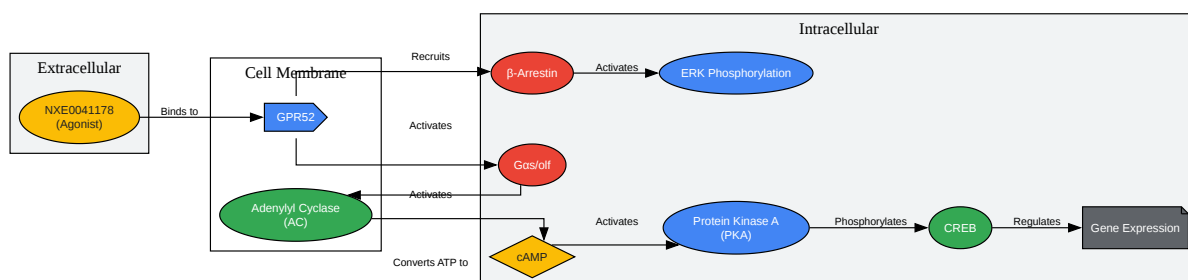 Extracellular
NXE0041178
(Agonist)
Binds to
Cell Membrane
GPR52
Adenylyl Cyclase
(AC)
Recruits
Activates
Activates
Converts ATP to
Intracellular
β-Arrestin
Activates
ERK Phosphorylation
Gαs/olf
cAMP
Activates
Protein Kinase A
(PKA)
Phosphorylates
CREB
Regulates
Gene Expression